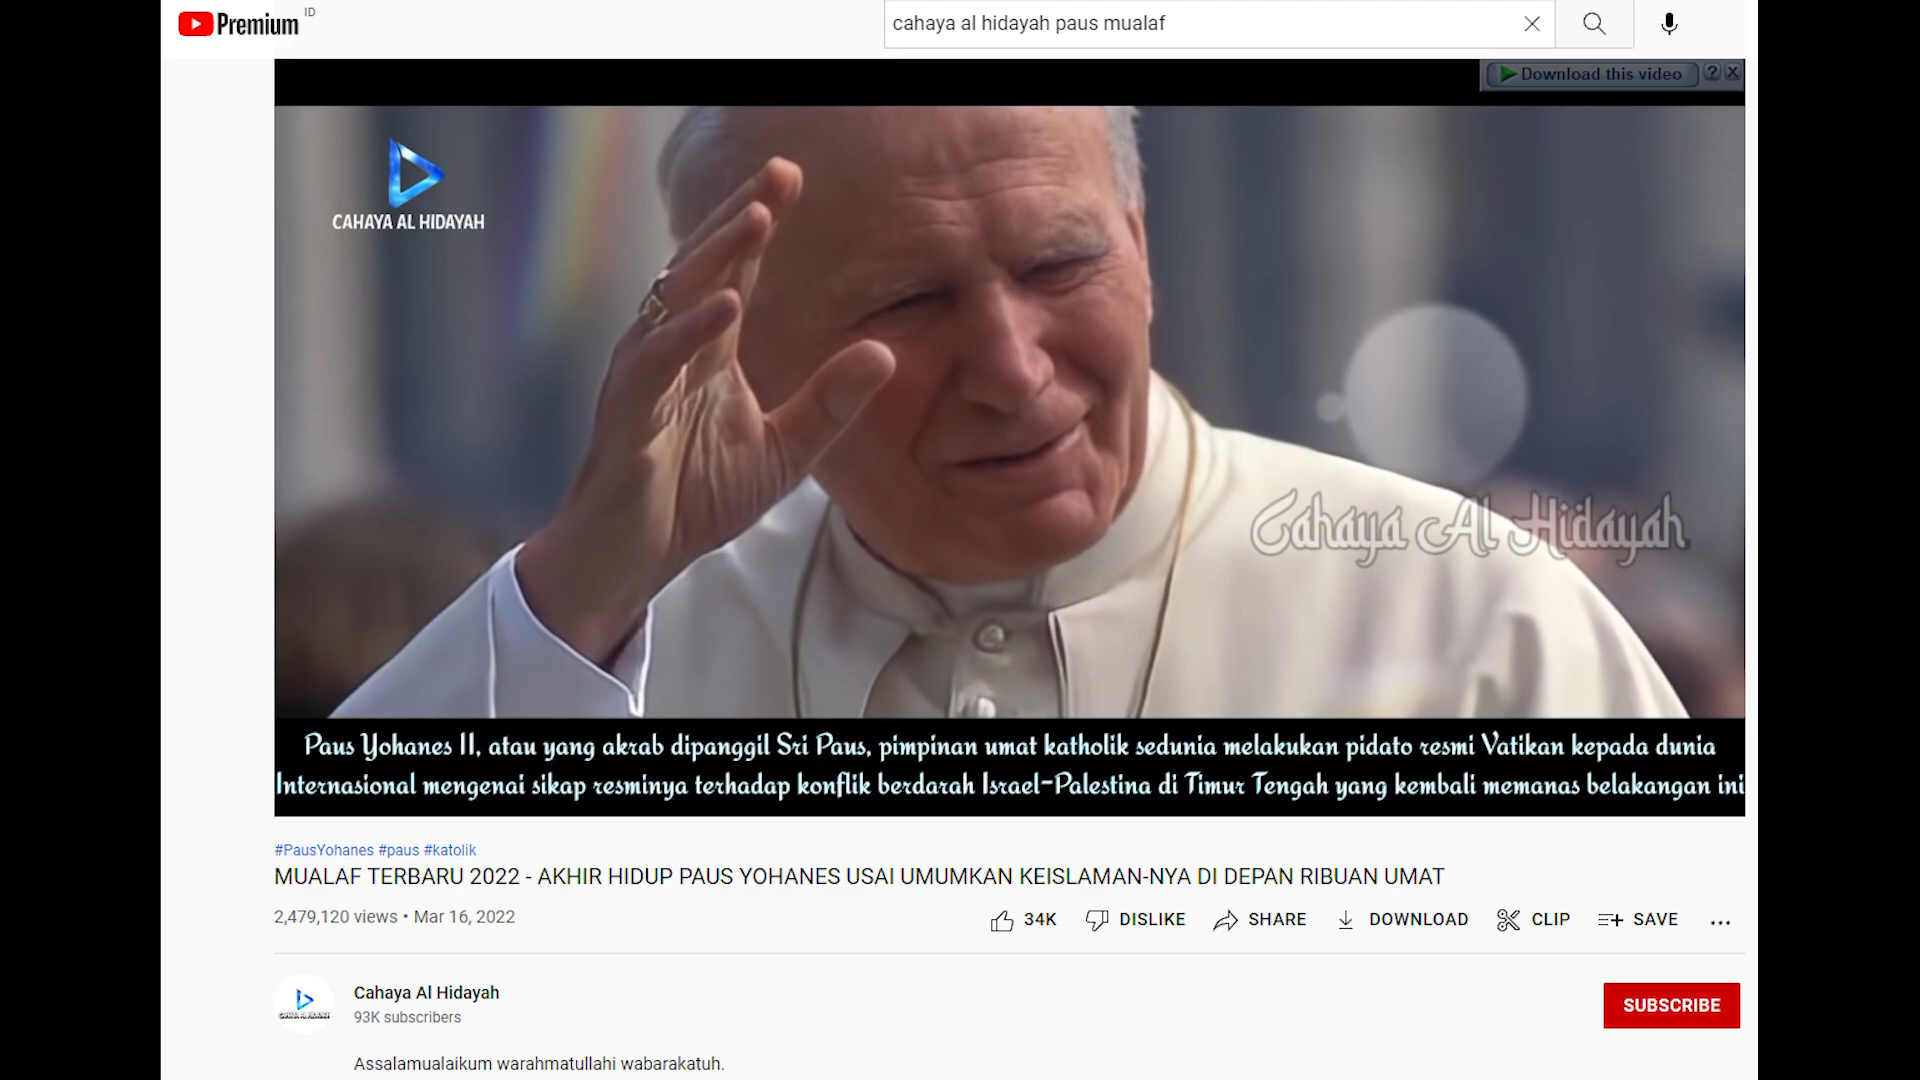 Premium ID
cahaya al hidayah paus mualaf
Download this video ? X
CAHAYA AL HIDAYAH
Cahaya Al Hidayah
Paus Yohanes II, atau yang akrab dipanggil Sri Paus, pimpinan umat katholik sedunia melakukan pidato resmi Vatikan kepada dunia
Internasional mengenai sikap resminya terhadap konflik berdarah Israel-Palestina di Timur Tengah yang kembali memanas belakangan ini
#PausYohanes #paus #katolik
MUALAF TERBARU 2022 - AKHIR HIDUP PAUS YOHANES USAI UMUMKAN KEISLAMAN-NYA DI DEPAN RIBUAN UMAT
2,479,120 views • Mar 16, 2022
34K DISLIKE SHARE DOWNLOAD CLIP SAVE ...
Cahaya Al Hidayah
93K subscribers
CAHAYA AL HIDAYAH
SUBSCRIBE
Assalamualaikum warahmatullahi wabarakatuh.